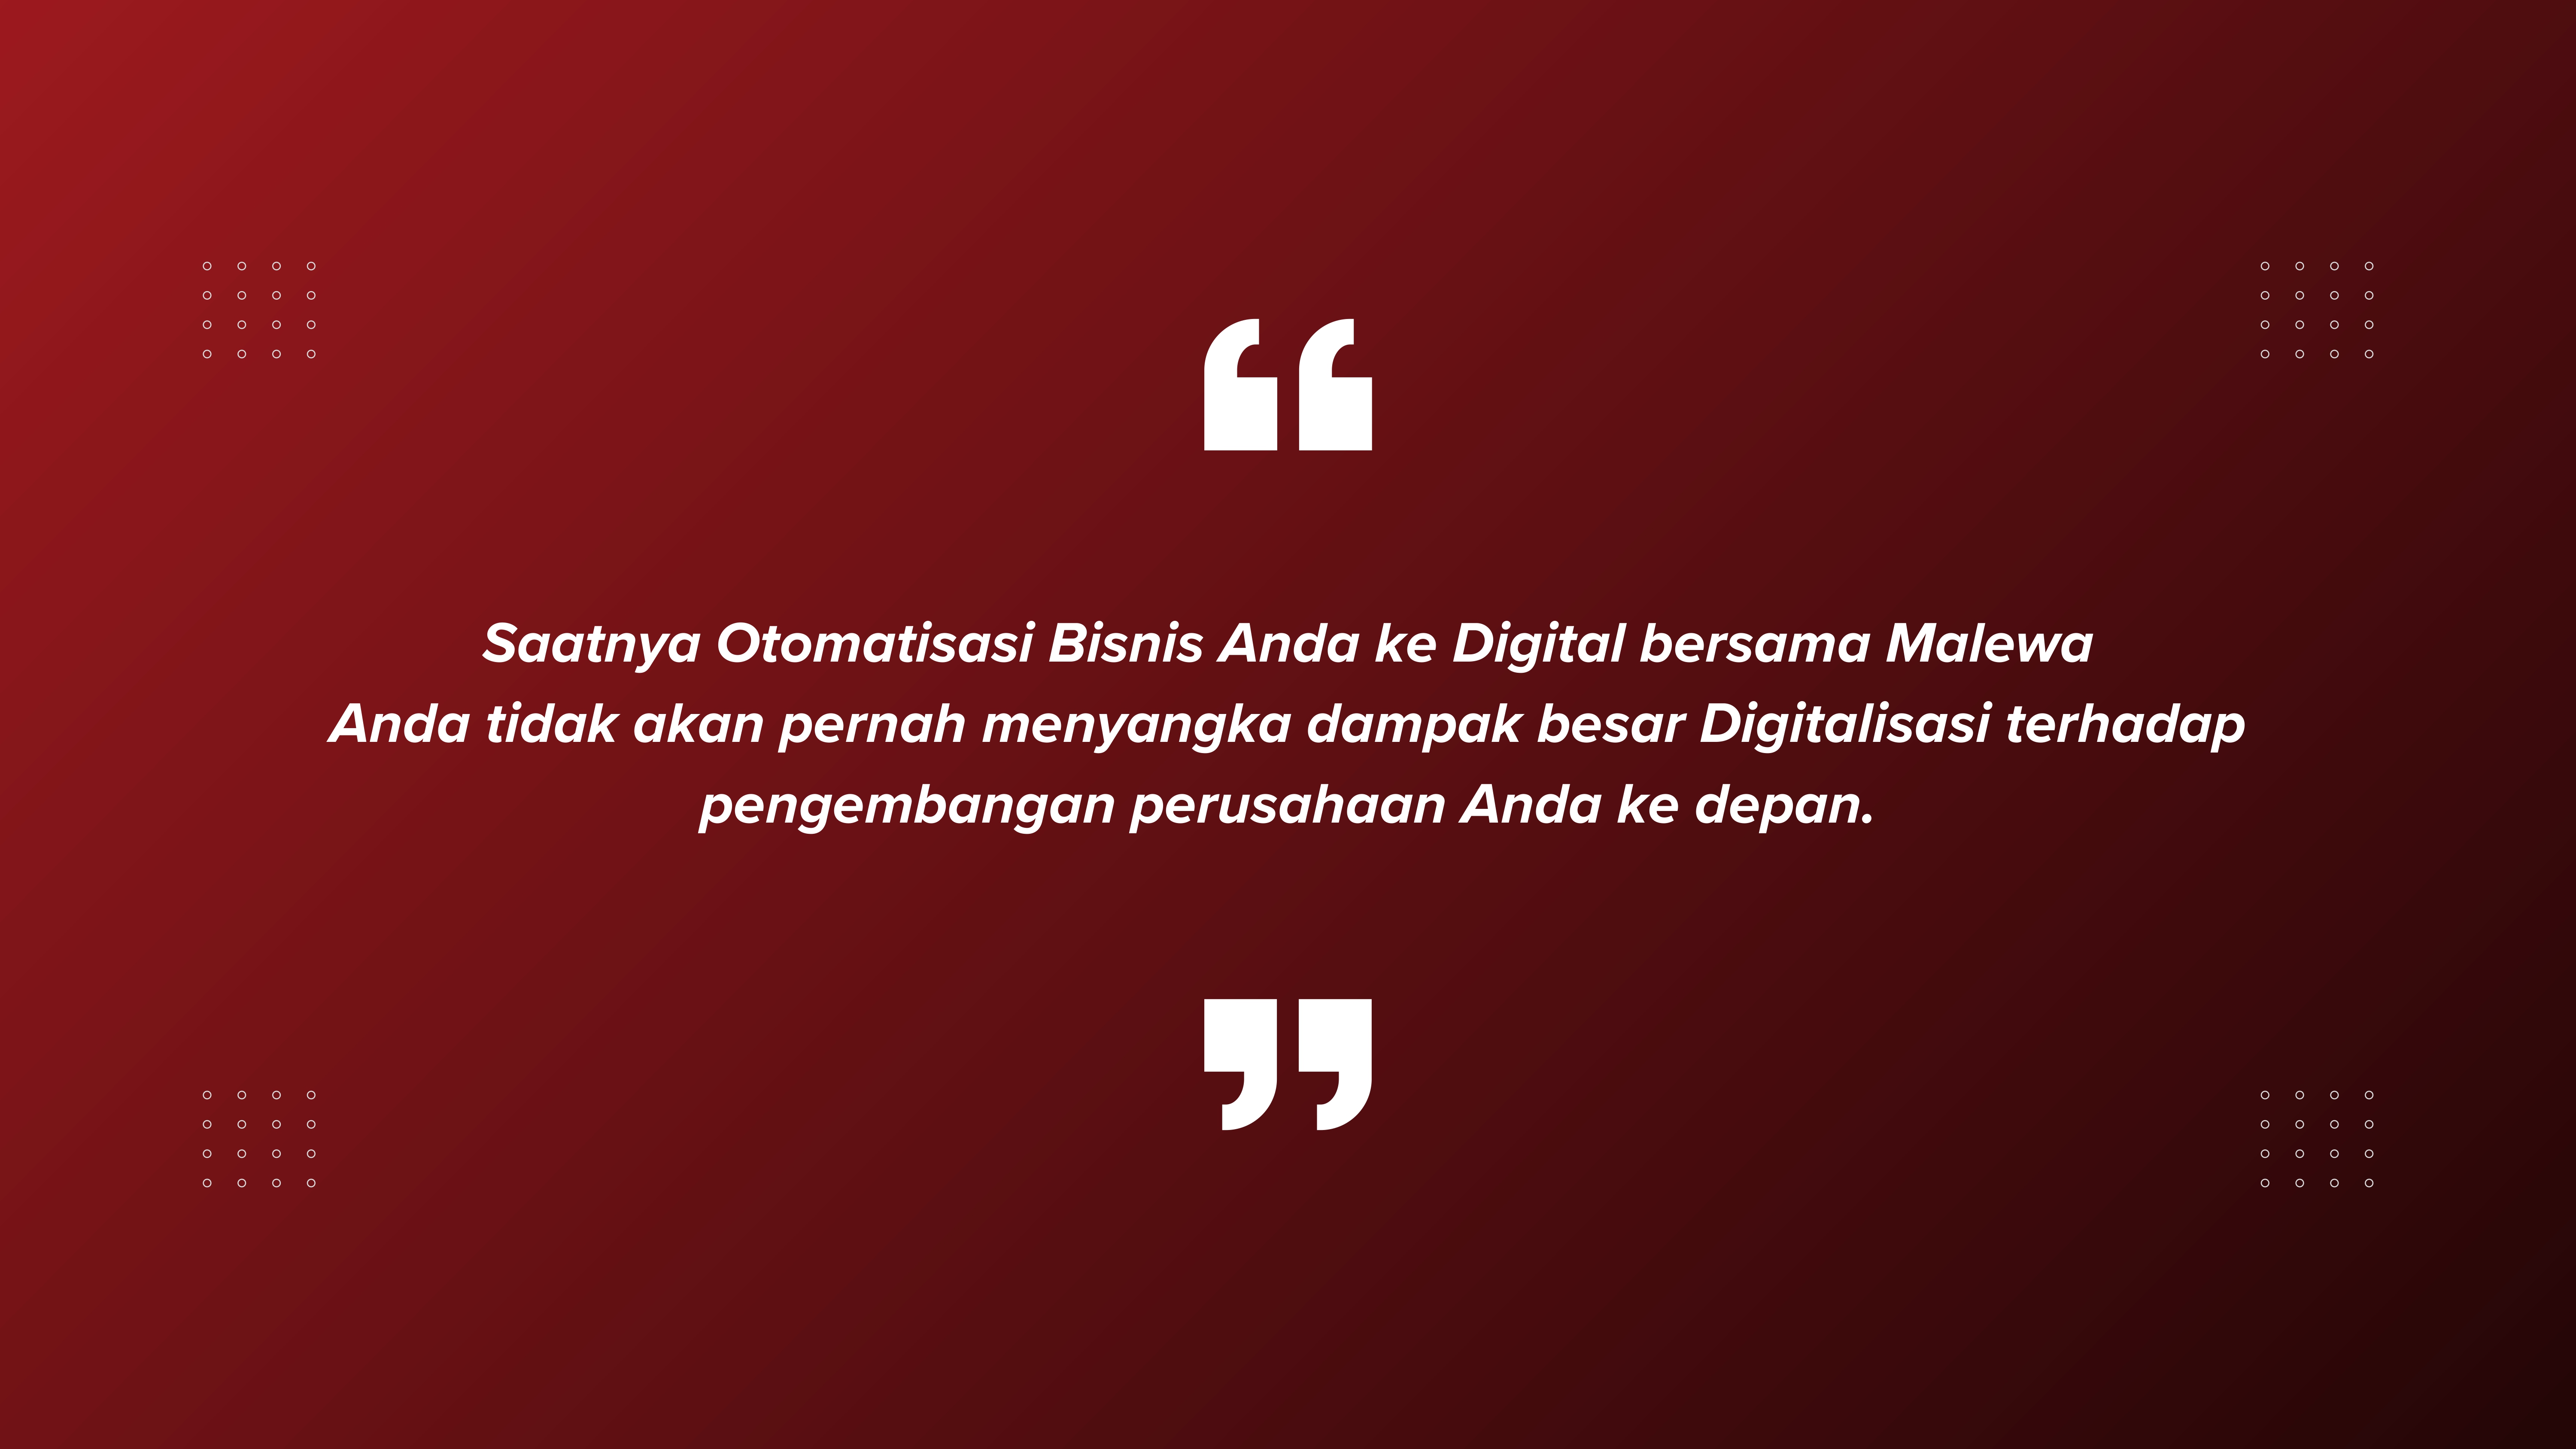 “
Saatnya Otomatisasi Bisnis Anda ke Digital bersama Malewa
Anda tidak akan pernah menyangka dampak besar Digitalisasi terhadap
pengembangan perusahaan Anda ke depan.
”